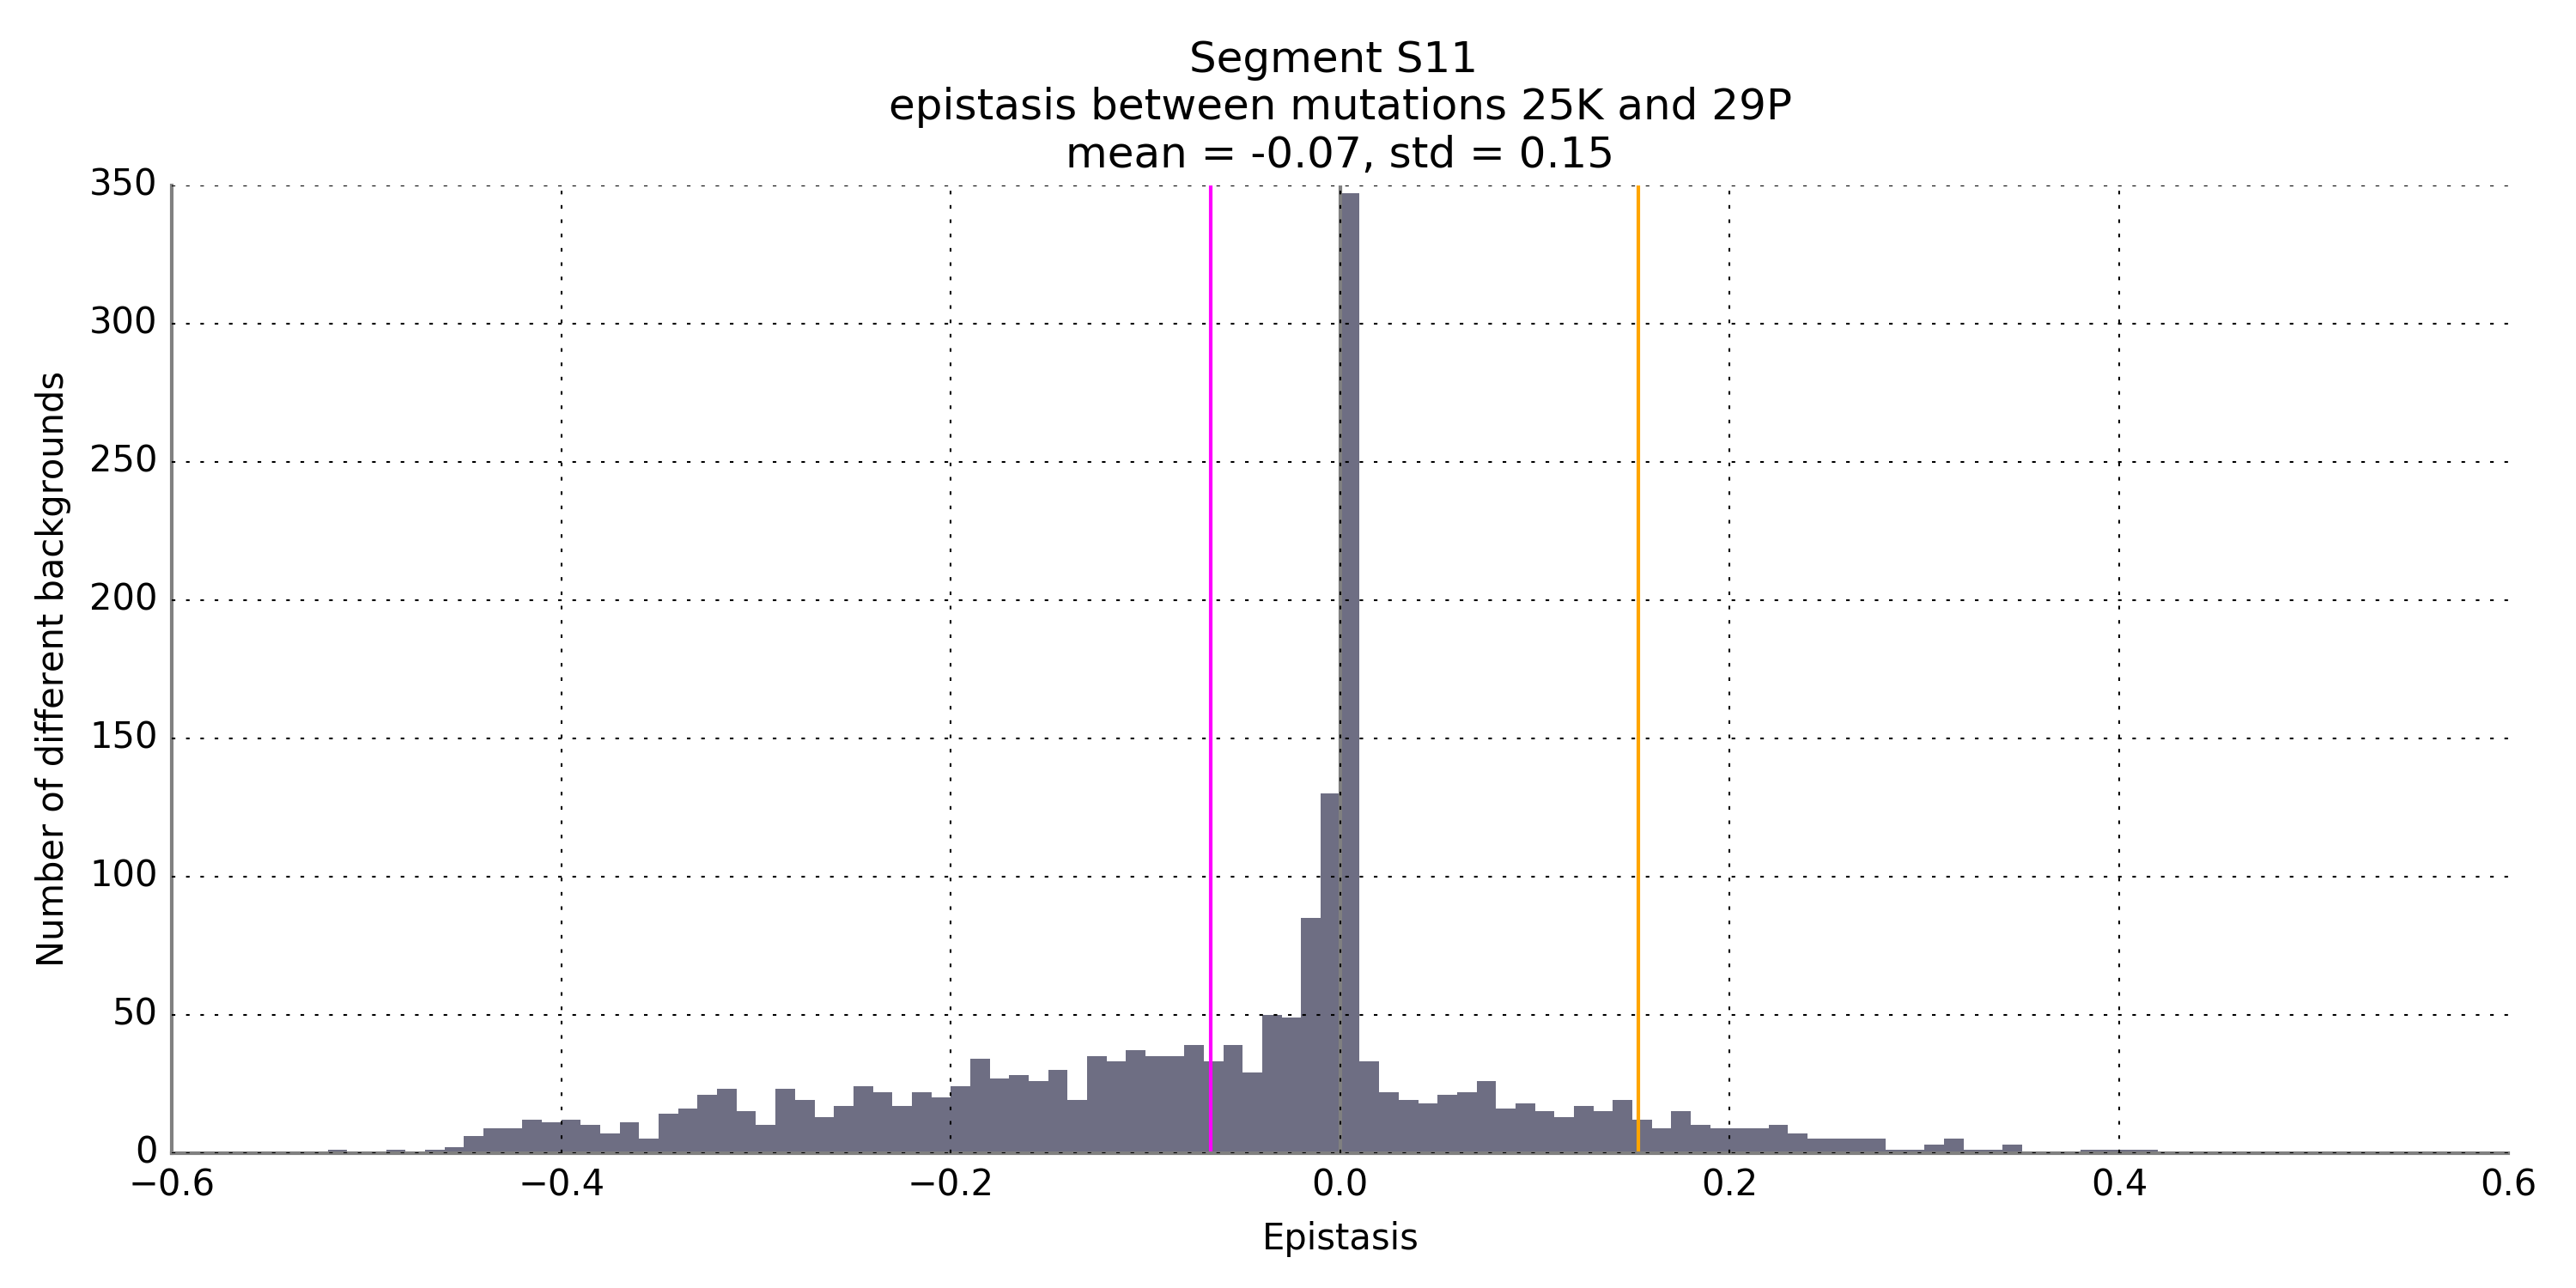 Segment S11
epistasis between mutations 25K and 29P
mean = -0.07, std = 0.15
Number of different backgrounds
350
300
250
200
150
100
50
0
−0.6 −0.4 −0.2 0.0 0.2 0.4 0.6
Epistasis